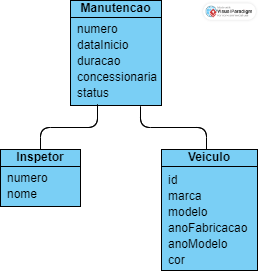 Manutencao
numero
dataInicio
duracao
concessionaria
status
Visual Paradigm
Inspetor
numero
nome
Veiculo
id
marca
modelo
anoFabricacao
anoModelo
cor